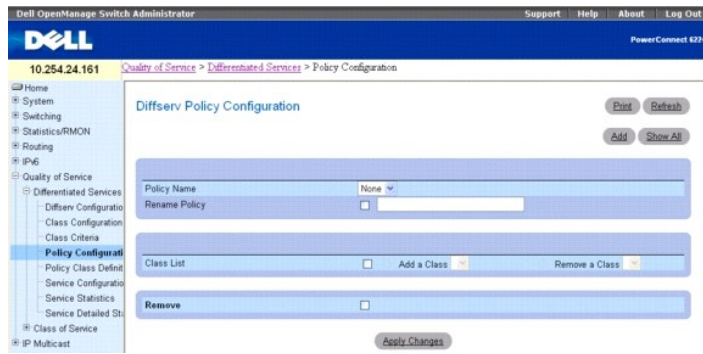 Dell OpenManage Switch Administrator
Support Help About Log Out
DELL
PowerConnect 622
10.254.24.161
Quality of Service > Differentiated Services > Policy Configuration
Home
System
Switching
Statistics/RMON
Routing
IPv6
Quality of Service
Differentiated Services
Diffserv Configuratio
Class Configuration
Class Criteria
Policy Configurati
Policy Class Definit
Service Configuratio
Service Statistics
Service Detailed Sta
Class of Service
IP Multicast
Diffserv Policy Configuration
Print Refresh
Add Show All
Policy Name None
Rename Policy
Class List Add a Class Remove a Class
Remove
Apply Changes